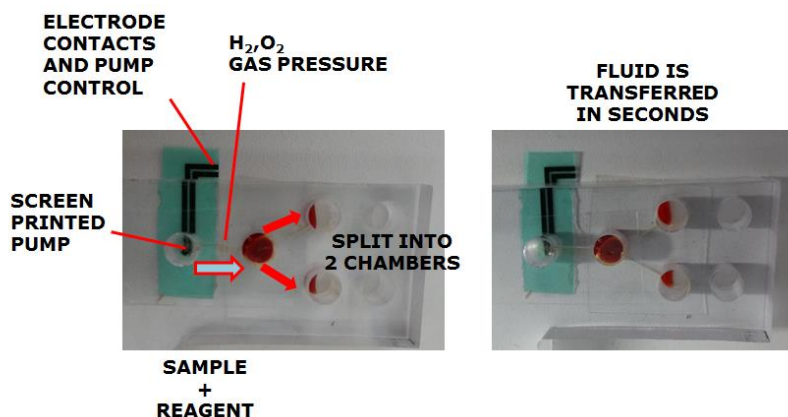 ELECTRODE
CONTACTS
AND PUMP
CONTROL
H₂,O₂
GAS PRESSURE
SCREEN
PRINTED
PUMP
SPLIT INTO
2 CHAMBERS
SAMPLE
+
REAGENT
FLUID IS
TRANSFERRED
IN SECONDS